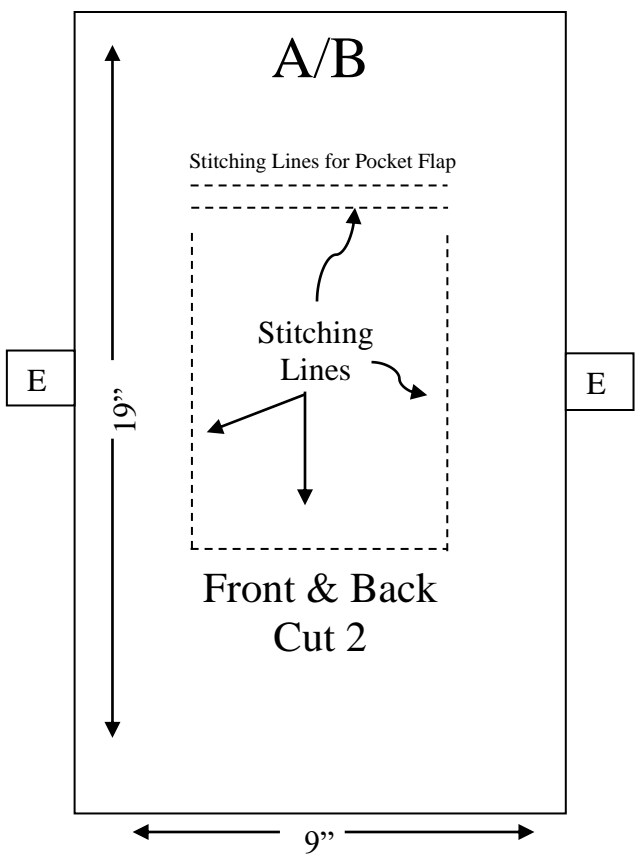 A/B
Stitching Lines for Pocket Flap
Stitching
Lines
E
E
19”
Front & Back
Cut 2
9”